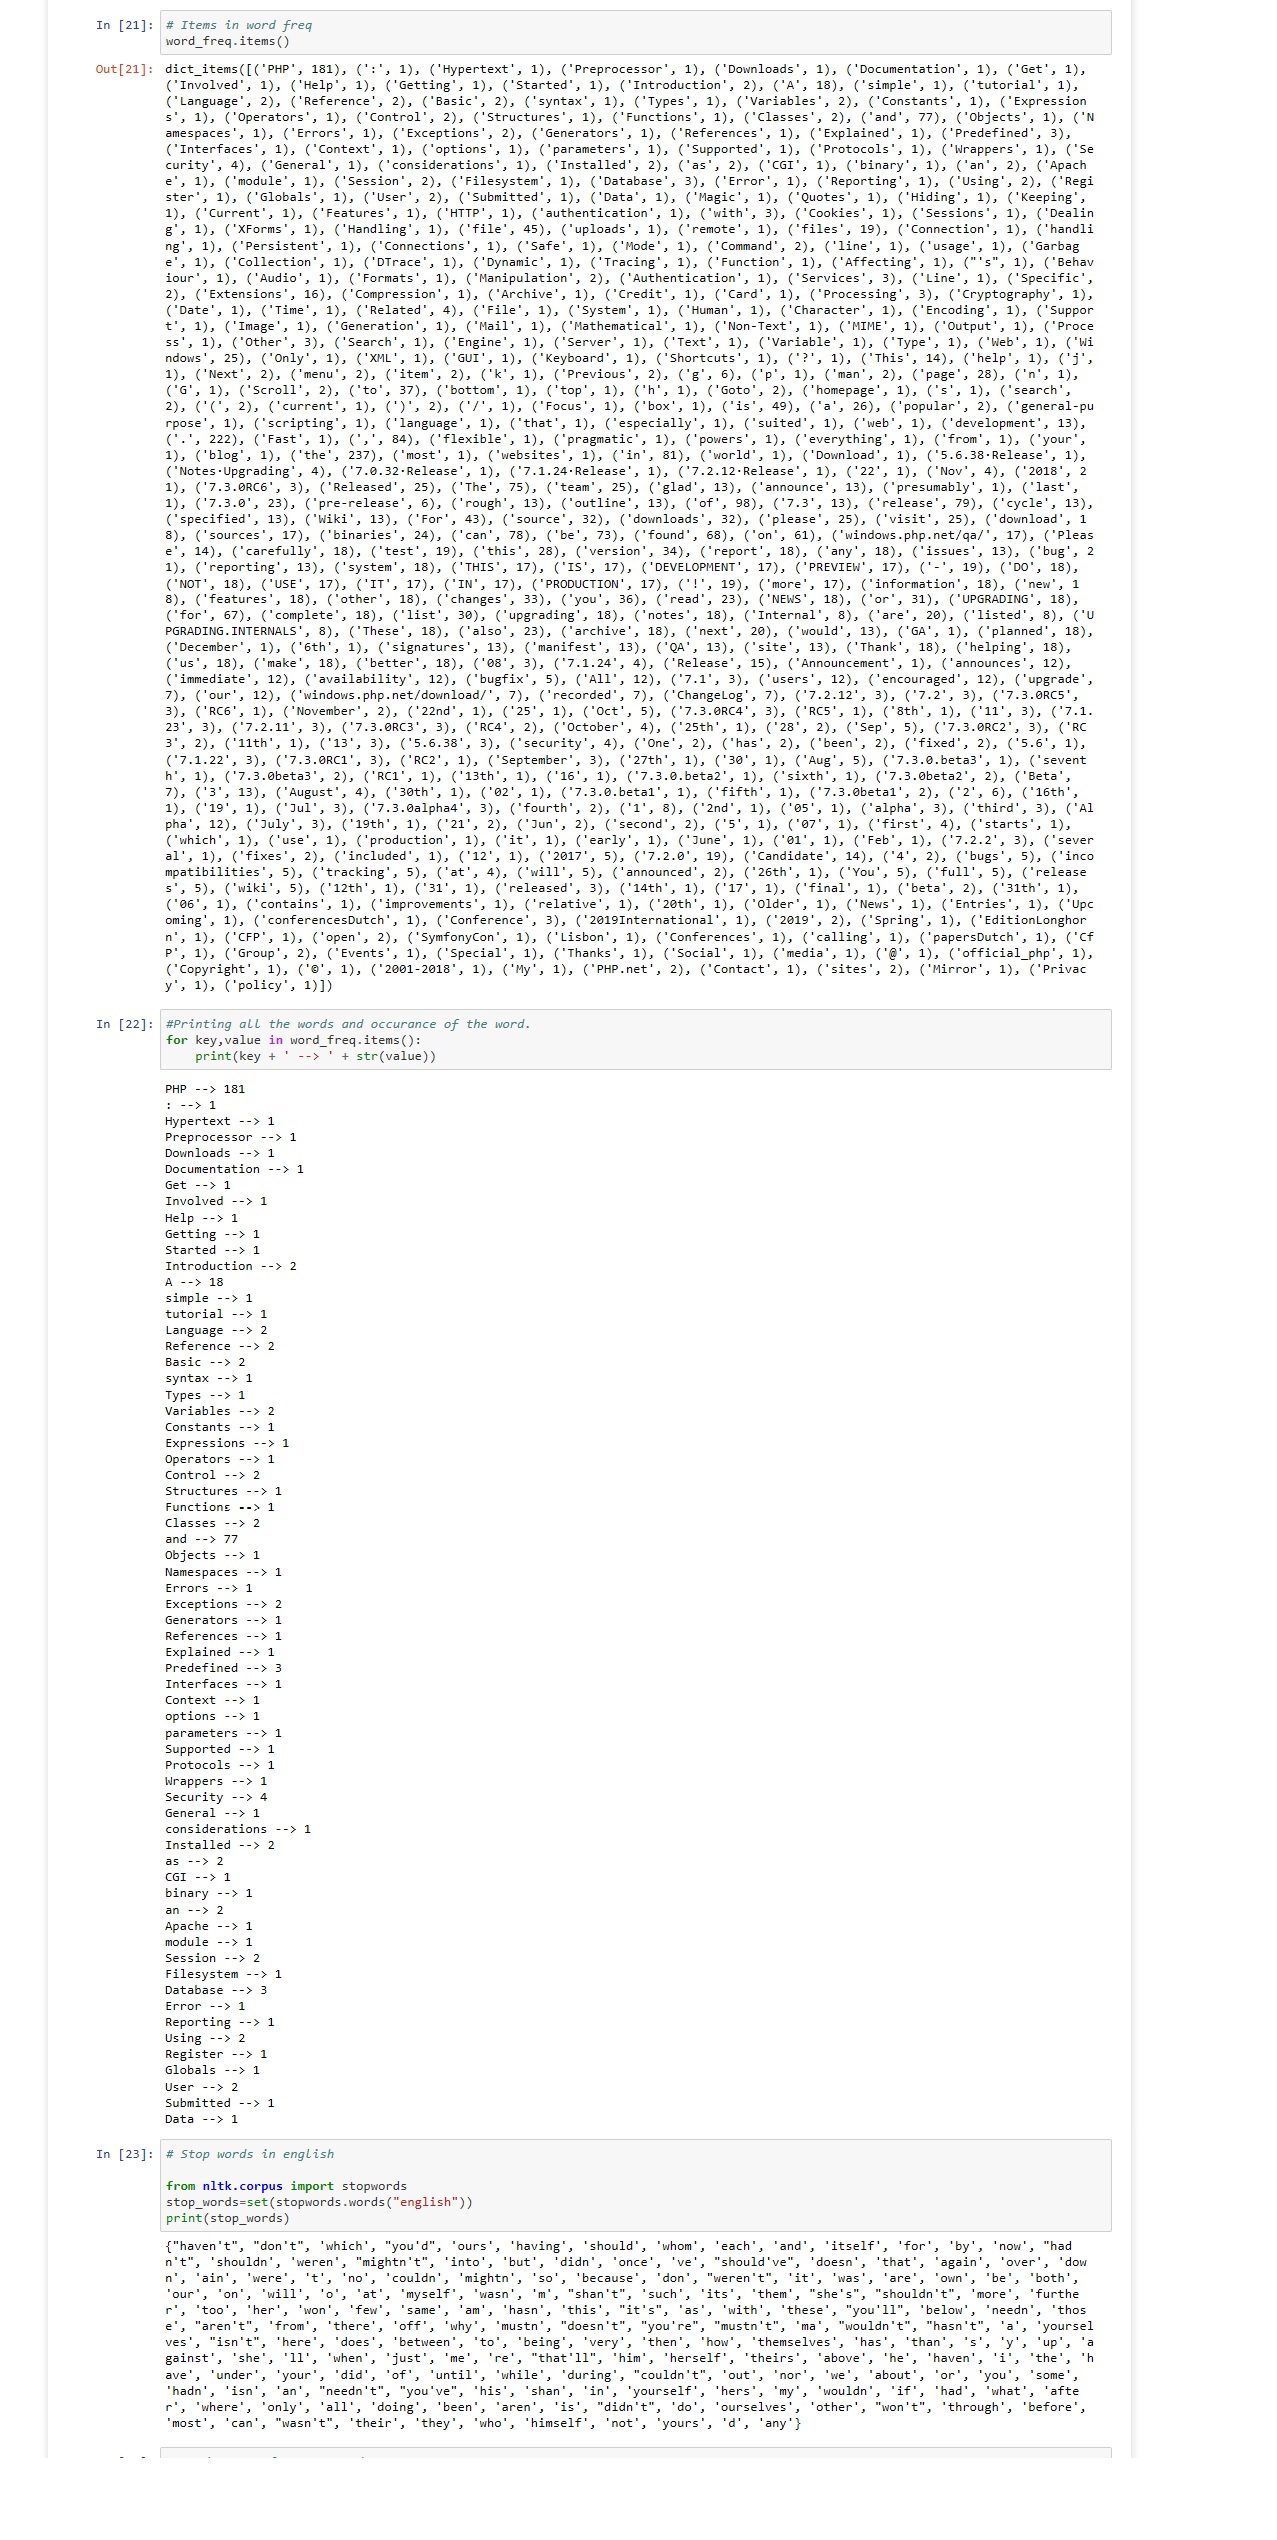 In [21]: # Items in word freq
word_freq.items()
Out[21]: dict_items([('PHP', 181), (':', 1), ('Hypertext', 1), ('Preprocessor', 1), ('Downloads', 1), ('Documentation', 1), ('Get', 1),
('Involved', 1), ('Help', 1), ('Getting', 1), ('Started', 1), ('Introduction', 2), ('A', 18), ('simple', 1), ('tutorial', 1),
('Language', 2), ('Reference', 2), ('Basic', 2), ('syntax', 1), ('Types', 1), ('Variables', 2), ('Constants', 1), ('Expression
s', 1), ('Operators', 1), ('Control', 2), ('Structures', 1), ('Functions', 1), ('Classes', 2), ('and', 77), ('Objects', 1), ('N
amespaces', 1), ('Errors', 1), ('Exceptions', 2), ('Generators', 1), ('References', 1), ('Explained', 1), ('Predefined', 3),
('Interfaces', 1), ('Context', 1), ('options', 1), ('parameters', 1), ('Supported', 1), ('Protocols', 1), ('Wrappers', 1), ('Se
curity', 4), ('General', 1), ('considerations', 1), ('Installed', 2), ('as', 2), ('CGI', 1), ('binary', 1), ('an', 2), ('Apach
e', 1), ('module', 1), ('Session', 2), ('Filesystem', 1), ('Database', 3), ('Error', 1), ('Reporting', 1), ('Using', 2), ('Regi
ster', 1), ('Globals', 1), ('User', 2), ('Submitted', 1), ('Data', 1), ('Magic', 1), ('Quotes', 1), ('Hiding', 1), ('Keeping',
1), ('Current', 1), ('Features', 1), ('HTTP', 1), ('authentication', 1), ('with', 3), ('Cookies', 1), ('Sessions', 1), ('Dealin
g', 1), ('XForms', 1), ('Handling', 1), ('file', 45), ('uploads', 1), ('remote', 1), ('files', 19), ('Connection', 1), ('handli
ng', 1), ('Persistent', 1), ('Connections', 1), ('Safe', 1), ('Mode', 1), ('Command', 2), ('line', 1), ('usage', 1), ('Garbag
e', 1), ('Collection', 1), ('DTrace', 1), ('Dynamic', 1), ('Tracing', 1), ('Function', 1), ('Affecting', 1), ("'s", 1), ('Behav
iour', 1), ('Audio', 1), ('Formats', 1), ('Manipulation', 2), ('Authentication', 1), ('Services', 3), ('Line', 1), ('Specific',
2), ('Extensions', 16), ('Compression', 1), ('Archive', 1), ('Credit', 1), ('Card', 1), ('Processing', 3), ('Cryptography', 1),
('Date', 1), ('Time', 1), ('Related', 4), ('File', 1), ('System', 1), ('Human', 1), ('Character', 1), ('Encoding', 1), ('Suppor
t', 1), ('Image', 1), ('Generation', 1), ('Mail', 1), ('Mathematical', 1), ('Non-Text', 1), ('MIME', 1), ('Output', 1), ('Proce
ss', 1), ('Other', 3), ('Search', 1), ('Engine', 1), ('Server', 1), ('Text', 1), ('Variable', 1), ('Type', 1), ('Web', 1), ('Wi
ndows', 25), ('Only', 1), ('XML', 1), ('GUI', 1), ('Keyboard', 1), ('Shortcuts', 1), ('?', 1), ('This', 14), ('help', 1), ('j',
1), ('Next', 2), ('menu', 2), ('item', 2), ('k', 1), ('Previous', 2), ('g', 6), ('p', 1), ('man', 2), ('page', 28), ('n', 1),
('G', 1), ('Scroll', 2), ('to', 37), ('bottom', 1), ('top', 1), ('h', 1), ('Goto', 2), ('homepage', 1), ('s', 1), ('search',
2), ('(', 2), ('current', 1), (')', 2), ('/', 1), ('Focus', 1), ('box', 1), ('is', 49), ('a', 26), ('popular', 2), ('general-pu
rpose', 1), ('scripting', 1), ('language', 1), ('that', 1), ('especially', 1), ('suited', 1), ('web', 1), ('development', 13),
('.', 222), ('Fast', 1), (',', 84), ('flexible', 1), ('pragmatic', 1), ('powers', 1), ('everything', 1), ('from', 1), ('your',
1), ('blog', 1), ('the', 237), ('most', 1), ('websites', 1), ('in', 81), ('world', 1), ('Download', 1), ('5.6.38·Release', 1),
('Notes·Upgrading', 4), ('7.0.32·Release', 1), ('7.1.24·Release', 1), ('7.2.12·Release', 1), ('22', 1), ('Nov', 4), ('2018', 2
1), ('7.3.0RC6', 3), ('Released', 25), ('The', 75), ('team', 25), ('glad', 13), ('announce', 13), ('presumably', 1), ('last',
1), ('7.3.0', 23), ('pre-release', 6), ('rough', 13), ('outline', 13), ('of', 98), ('7.3', 13), ('release', 79), ('cycle', 13),
('specified', 13), ('Wiki', 13), ('For', 43), ('source', 32), ('downloads', 32), ('please', 25), ('visit', 25), ('download', 1
8), ('sources', 17), ('binaries', 24), ('can', 78), ('be', 73), ('found', 68), ('on', 61), ('windows.php.net/qa/', 17), ('Pleas
e', 14), ('carefully', 18), ('test', 19), ('this', 28), ('version', 34), ('report', 18), ('any', 18), ('issues', 13), ('bug', 2
1), ('reporting', 13), ('system', 18), ('THIS', 17), ('IS', 17), ('DEVELOPMENT', 17), ('PREVIEW', 17), ('-', 19), ('DO', 18),
('NOT', 18), ('USE', 17), ('IT', 17), ('IN', 17), ('PRODUCTION', 17), ('!', 19), ('more', 17), ('information', 18), ('new', 1
8), ('features', 18), ('other', 18), ('changes', 33), ('you', 36), ('read', 23), ('NEWS', 18), ('or', 31), ('UPGRADING', 18),
('for', 67), ('complete', 18), ('list', 30), ('upgrading', 18), ('notes', 18), ('Internal', 8), ('are', 20), ('listed', 8), ('U
PGRADING.INTERNALS', 8), ('These', 18), ('also', 23), ('archive', 18), ('next', 20), ('would', 13), ('GA', 1), ('planned', 18),
('December', 1), ('6th', 1), ('signatures', 13), ('manifest', 13), ('QA', 13), ('site', 13), ('Thank', 18), ('helping', 18),
('us', 18), ('make', 18), ('better', 18), ('08', 3), ('7.1.24', 4), ('Release', 15), ('Announcement', 1), ('announces', 12),
('immediate', 12), ('availability', 12), ('bugfix', 5), ('All', 12), ('7.1', 3), ('users', 12), ('encouraged', 12), ('upgrade',
7), ('our', 12), ('windows.php.net/download/', 7), ('recorded', 7), ('ChangeLog', 7), ('7.2.12', 3), ('7.2', 3), ('7.3.0RC5',
3), ('RC6', 1), ('November', 2), ('22nd', 1), ('25', 1), ('Oct', 5), ('7.3.0RC4', 3), ('RC5', 1), ('8th', 1), ('11', 3), ('7.1.
23', 3), ('7.2.11', 3), ('7.3.0RC3', 3), ('RC4', 2), ('October', 4), ('25th', 1), ('28', 2), ('Sep', 5), ('7.3.0RC2', 3), ('RC
3', 2), ('11th', 1), ('13', 3), ('5.6.38', 3), ('security', 4), ('One', 2), ('has', 2), ('been', 2), ('fixed', 2), ('5.6', 1),
('7.1.22', 3), ('7.3.0RC1', 3), ('RC2', 1), ('September', 3), ('27th', 1), ('30', 1), ('Aug', 5), ('7.3.0.beta3', 1), ('sevent
h', 1), ('7.3.0beta3', 2), ('RC1', 1), ('13th', 1), ('16', 1), ('7.3.0.beta2', 1), ('sixth', 1), ('7.3.0beta2', 2), ('Beta',
7), ('3', 13), ('August', 4), ('30th', 1), ('02', 1), ('7.3.0.beta1', 1), ('fifth', 1), ('7.3.0beta1', 2), ('2', 6), ('16th',
1), ('19', 1), ('Jul', 3), ('7.3.0alpha4', 3), ('fourth', 2), ('1', 8), ('2nd', 1), ('05', 1), ('alpha', 3), ('third', 3), ('Al
pha', 12), ('July', 3), ('19th', 1), ('21', 2), ('Jun', 2), ('second', 2), ('5', 1), ('07', 1), ('first', 4), ('starts', 1),
('which', 1), ('use', 1), ('production', 1), ('it', 1), ('early', 1), ('June', 1), ('01', 1), ('Feb', 1), ('7.2.2', 3), ('sever
al', 1), ('fixes', 2), ('included', 1), ('12', 1), ('2017', 5), ('7.2.0', 19), ('Candidate', 14), ('4', 2), ('bugs', 5), ('inco
mpatibilities', 5), ('tracking', 5), ('at', 4), ('will', 5), ('announced', 2), ('26th', 1), ('You', 5), ('full', 5), ('release
s', 5), ('wiki', 5), ('12th', 1), ('31', 1), ('released', 3), ('14th', 1), ('17', 1), ('final', 1), ('beta', 2), ('31th', 1),
('06', 1), ('contains', 1), ('improvements', 1), ('relative', 1), ('20th', 1), ('Older', 1), ('News', 1), ('Entries', 1), ('Upc
oming', 1), ('conferencesDutch', 1), ('Conference', 3), ('2019International', 1), ('2019', 2), ('Spring', 1), ('EditionLonghor
n', 1), ('CFP', 1), ('open', 2), ('SymfonyCon', 1), ('Lisbon', 1), ('Conferences', 1), ('calling', 1), ('papersDutch', 1), ('Cf
P', 1), ('Group', 2), ('Events', 1), ('Special', 1), ('Thanks', 1), ('Social', 1), ('media', 1), ('@', 1), ('official_php', 1),
('Copyright', 1), ('©', 1), ('2001-2018', 1), ('My', 1), ('PHP.net', 2), ('Contact', 1), ('sites', 2), ('Mirror', 1), ('Privac
y', 1), ('policy', 1)])
In [22]: #Printing all the words and occurance of the word.
for key,value in word_freq.items():
print(key + ' --> ' + str(value))
PHP --> 181
: --> 1
Hypertext --> 1
Preprocessor --> 1
Downloads --> 1
Documentation --> 1
Get --> 1
Involved --> 1
Help --> 1
Getting --> 1
Started --> 1
Introduction --> 2
A --> 18
simple --> 1
tutorial --> 1
Language --> 2
Reference --> 2
Basic --> 2
syntax --> 1
Types --> 1
Variables --> 2
Constants --> 1
Expressions --> 1
Operators --> 1
Control --> 2
Structures --> 1
Functions --> 1
Classes --> 2
and --> 77
Objects --> 1
Namespaces --> 1
Errors --> 1
Exceptions --> 2
Generators --> 1
References --> 1
Explained --> 1
Predefined --> 3
Interfaces --> 1
Context --> 1
options --> 1
parameters --> 1
Supported --> 1
Protocols --> 1
Wrappers --> 1
Security --> 4
General --> 1
considerations --> 1
Installed --> 2
as --> 2
CGI --> 1
binary --> 1
an --> 2
Apache --> 1
module --> 1
Session --> 2
Filesystem --> 1
Database --> 3
Error --> 1
Reporting --> 1
Using --> 2
Register --> 1
Globals --> 1
User --> 2
Submitted --> 1
Data --> 1
In [23]: # Stop words in english
from nltk.corpus import stopwords
stop_words=set(stopwords.words("english"))
print(stop_words)
{"haven't", "don't", 'which', "you'd", 'ours', 'having', 'should', 'whom', 'each', 'and', 'itself', 'for', 'by', 'now', "had
n't", 'shouldn', 'weren', "mightn't", 'into', 'but', 'didn', 'once', 've', "should've", 'doesn', 'that', 'again', 'over', 'dow
n', 'ain', 'were', 't', 'no', 'couldn', 'mightn', 'so', 'because', 'don', "weren't", 'it', 'was', 'are', 'own', 'be', 'both',
'our', 'on', 'will', 'o', 'at', 'myself', 'wasn', 'm', "shan't", 'such', 'its', 'them', "she's", "shouldn't", 'more', 'furthe
r', 'too', 'her', 'won', 'few', 'same', 'am', 'hasn', 'this', "it's", 'as', 'with', 'these', "you'll", 'below', 'needn', 'thos
e', "aren't", 'from', 'there', 'off', 'why', 'mustn', "doesn't", "you're", "mustn't", 'ma', "wouldn't", "hasn't", 'a', 'yoursel
ves', "isn't", 'here', 'does', 'between', 'to', 'being', 'very', 'then', 'how', 'themselves', 'has', 'than', 's', 'y', 'up', 'a
gainst', 'she', 'll', 'when', 'just', 'me', 're', "that'll", 'him', 'herself', 'theirs', 'above', 'he', 'haven', 'i', 'the', 'h
ave', 'under', 'your', 'did', 'of', 'until', 'while', 'during', "couldn't", 'out', 'nor', 'we', 'about', 'or', 'you', 'some',
'hadn', 'isn', 'an', "needn't", "you've", 'his', 'shan', 'in', 'yourself', 'hers', 'my', 'wouldn', 'if', 'had', 'what', 'afte
r', 'where', 'only', 'all', 'doing', 'been', 'aren', 'is', "didn't", 'do', 'ourselves', 'other', "won't", 'through', 'before',
'most', 'can', "wasn't", 'their', 'they', 'who', 'himself', 'not', 'yours', 'd', 'any'}